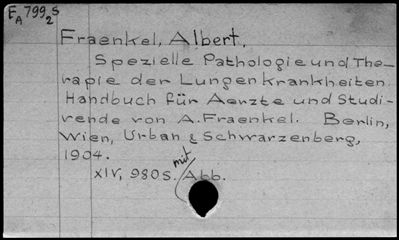 E A 799,5 2
Fraenkel, Albert.
Spezielle Pathologie und The-
rapie der Lungenkrankheiten.
Handbuch für Aerzte und Studi-
rende von A. Fraenkel. Berlin,
Wien, Urban & Schwarzenberg,
1904.
XIV, 980 S. mit Abb.